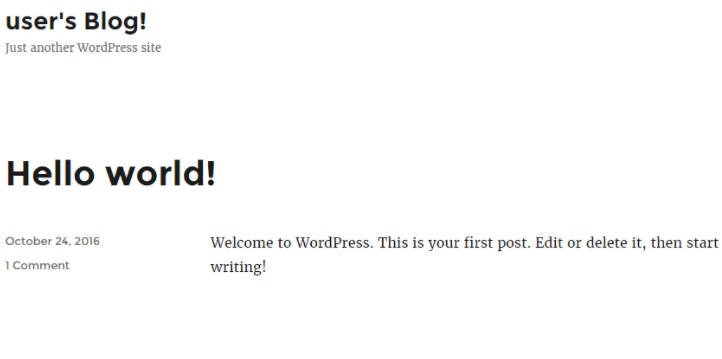 user's Blog!
Just another WordPress site
Hello world!
October 24, 2016
1 Comment
Welcome to WordPress. This is your first post. Edit or delete it, then start
writing!